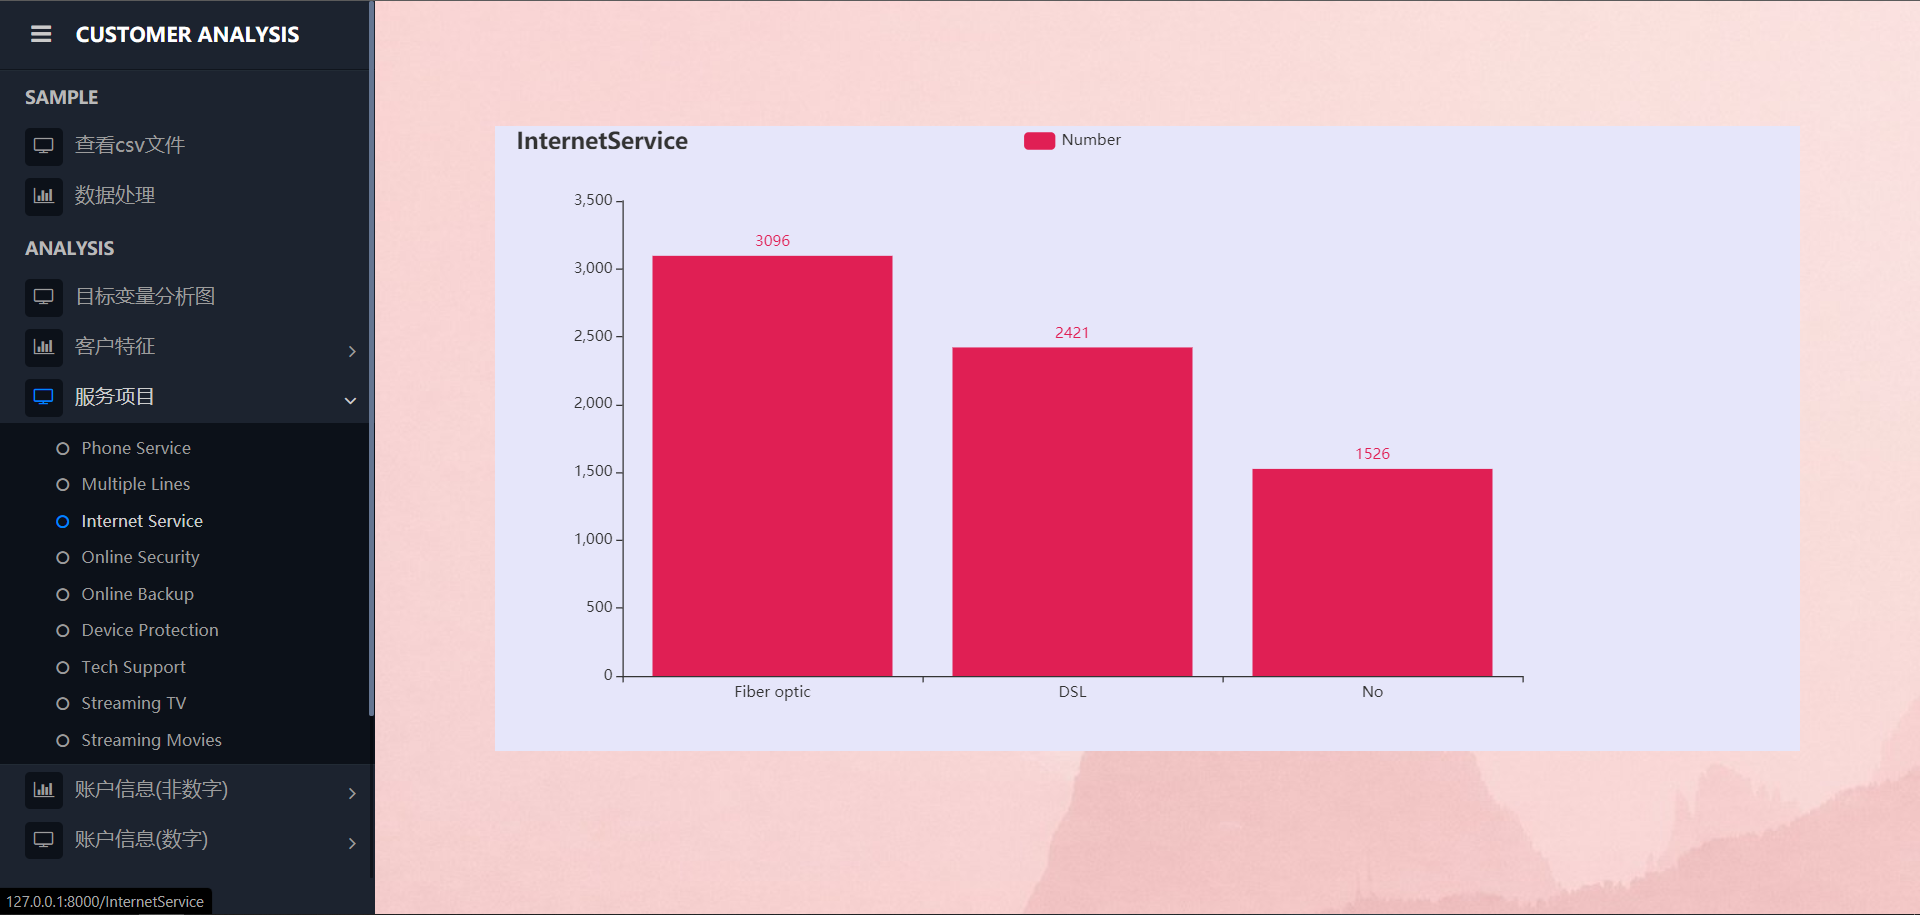 CUSTOMER ANALYSIS
SAMPLE
查看csv文件
数据处理
ANALYSIS
目标变量分析图
客户特征
服务项目
Phone Service
Multiple Lines
Internet Service
Online Security
Online Backup
Device Protection
Tech Support
Streaming TV
Streaming Movies
账户信息(非数字)
账户信息(数字)
127.0.0.1:8000/InternetService
InternetService
Number
3,500
3,000
2,500
2,000
1,500
1,000
500
0
3096
2421
1526
Fiber optic
DSL
No